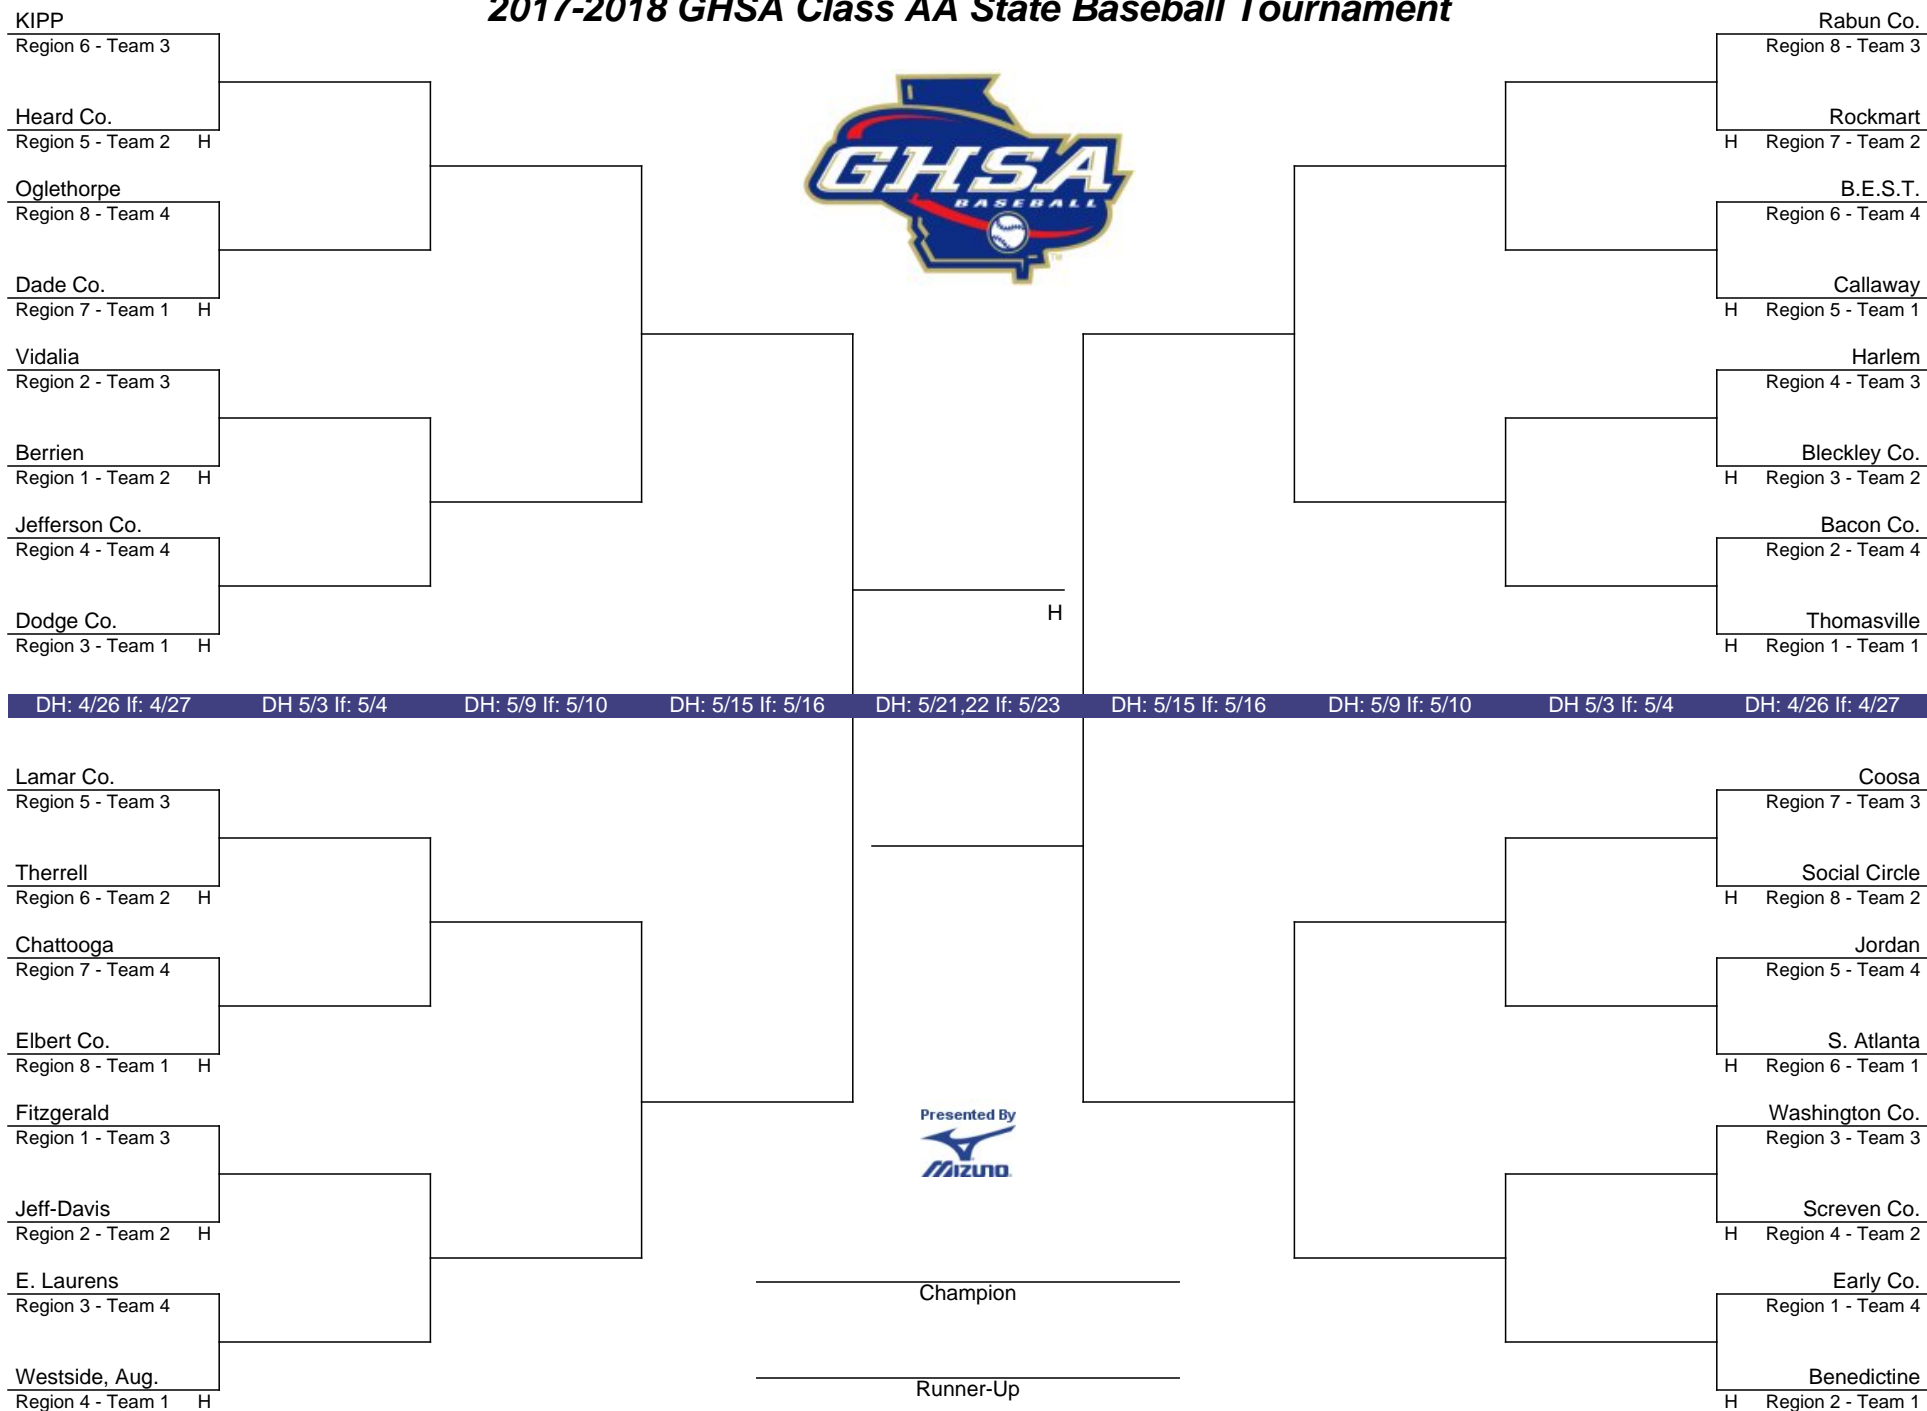 2017-2018 GHSA Class AA State Baseball Tournament
KIPP
Region 6 - Team 3
Heard Co.
Region 5 - Team 2 H
Oglethorpe
Region 8 - Team 4
Dade Co.
Region 7 - Team 1 H
Vidalia
Region 2 - Team 3
Berrien
Region 1 - Team 2 H
Jefferson Co.
Region 4 - Team 4
Dodge Co.
Region 3 - Team 1 H
GHSA
BASEBALL
TM
H
Rabun Co.
Region 8 - Team 3
Rockmart
H Region 7 - Team 2
B.E.S.T.
Region 6 - Team 4
Callaway
H Region 5 - Team 1
Harlem
Region 4 - Team 3
Bleckley Co.
H Region 3 - Team 2
Bacon Co.
Region 2 - Team 4
Thomasville
H Region 1 - Team 1
DH: 4/26 If: 4/27 DH 5/3 If: 5/4 DH: 5/9 If: 5/10 DH: 5/15 If: 5/16 DH: 5/21,22 If: 5/23 DH: 5/15 If: 5/16 DH: 5/9 If: 5/10 DH 5/3 If: 5/4 DH: 4/26 If: 4/27
Lamar Co.
Region 5 - Team 3
Therrell
Region 6 - Team 2 H
Chattooga
Region 7 - Team 4
Elbert Co.
Region 8 - Team 1 H
Fitzgerald
Region 1 - Team 3
Jeff-Davis
Region 2 - Team 2 H
E. Laurens
Region 3 - Team 4
Westside, Aug.
Region 4 - Team 1 H
Presented By
MIZUNO
Champion
Runner-Up
Coosa
Region 7 - Team 3
Social Circle
H Region 8 - Team 2
Jordan
Region 5 - Team 4
S. Atlanta
H Region 6 - Team 1
Washington Co.
Region 3 - Team 3
Screven Co.
H Region 4 - Team 2
Early Co.
Region 1 - Team 4
Benedictine
H Region 2 - Team 1